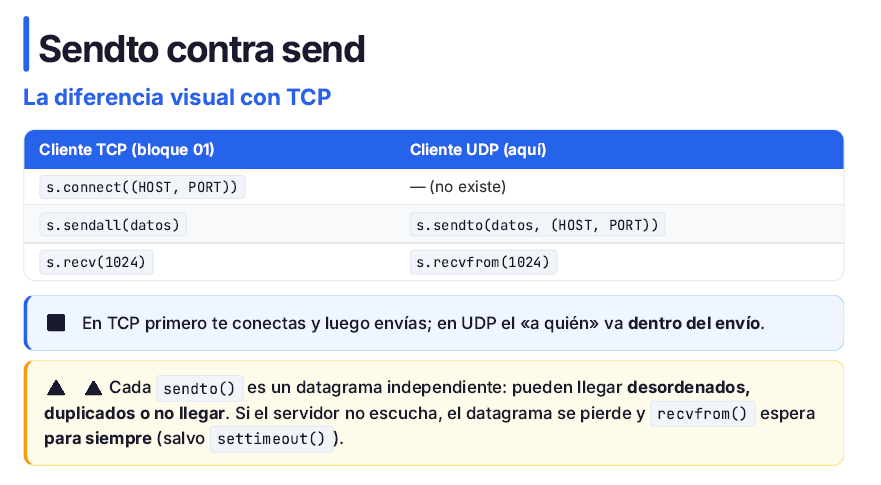 Sendto contra send
La diferencia visual con TCP
Cliente TCP (bloque 01) Cliente UDP (aquí)
s.connect((HOST, PORT)) — (no existe)
s.sendall(datos) s.sendto(datos, (HOST, PORT))
s.recv(1024) s.recvfrom(1024)
En TCP primero te conectas y luego envías; en UDP el «a quién» va dentro del envío.
Cada sendto() es un datagrama independiente: pueden llegar desordenados,
duplicados o no llegar. Si el servidor no escucha, el datagrama se pierde y recvfrom() espera
para siempre (salvo settimeout()).